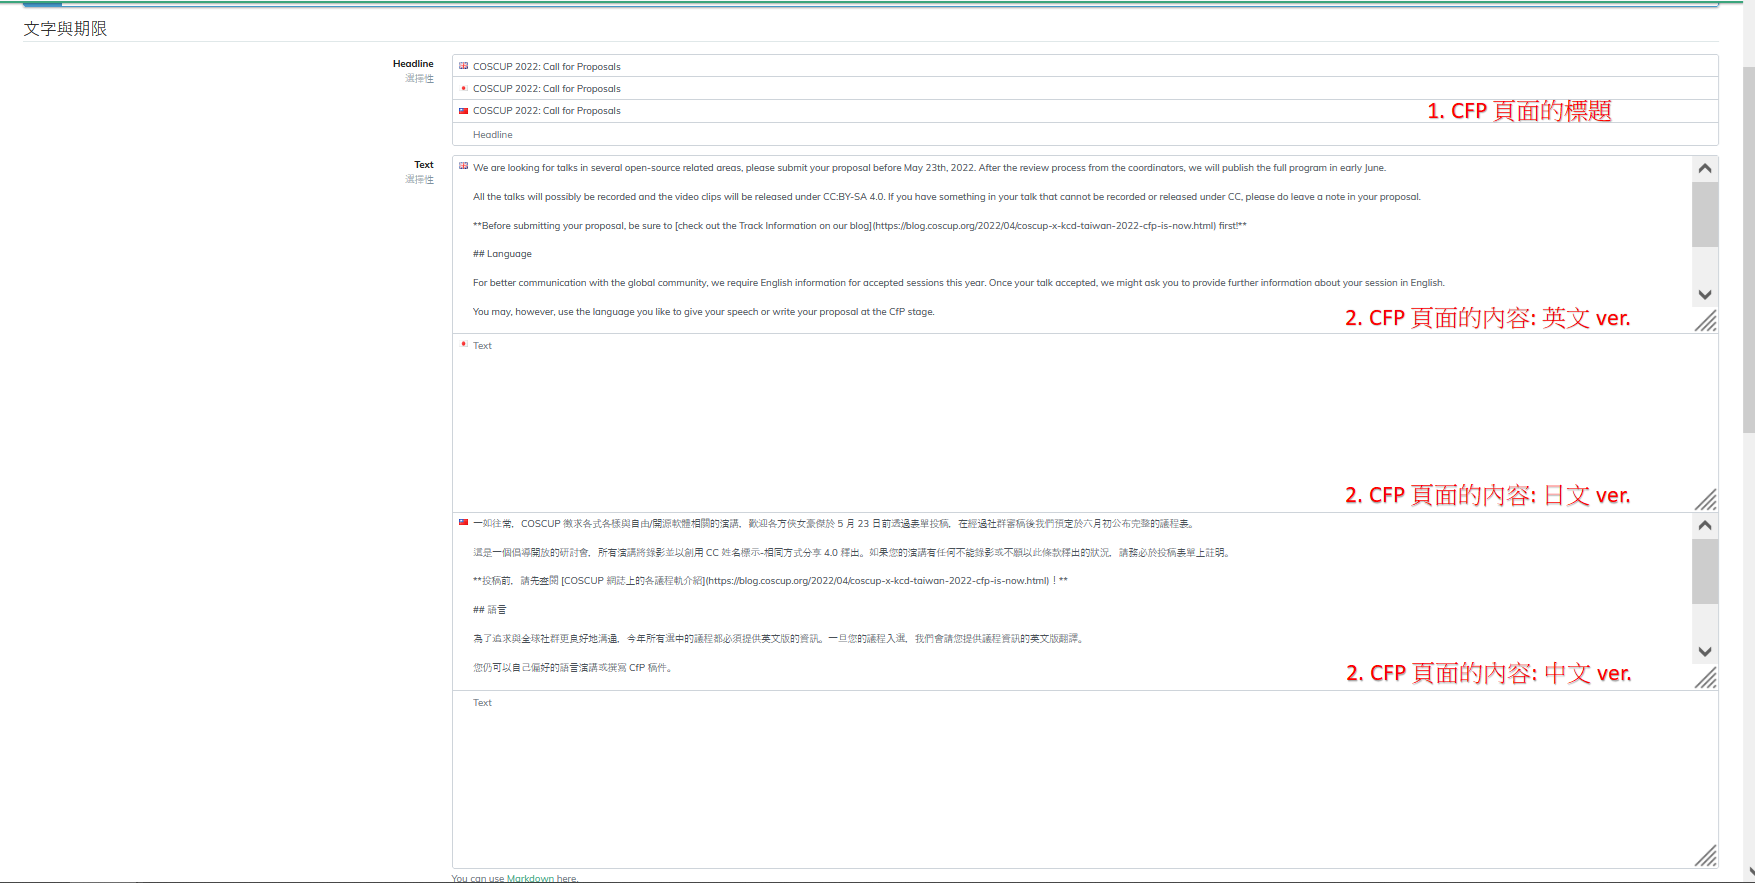 文字與期限
Headline
選擇性
COSCUP 2022: Call for Proposals
COSCUP 2022: Call for Proposals
COSCUP 2022: Call for Proposals
1. CFP 頁面的標題
Headline
Text
選擇性
We are looking for talks in several open-source related areas, please submit your proposal before May 23th, 2022. After the review process from the coordinators, we will publish the full program in early June.
All the talks will possibly be recorded and the video clips will be released under CC:BY-SA 4.0. If you have something in your talk that cannot be recorded or released under CC, please do leave a note in your proposal.
**Before submitting your proposal, be sure to [check out the Track Information on our blog](https://blog.coscup.org/2022/04/coscup-x-kcd-taiwan-2022-cfp-is-now.html) first!**
## Language
For better communication with the global community, we require English information for accepted sessions this year. Once your talk accepted, we might ask you to provide further information about your session in English.
You may, however, use the language you like to give your speech or write your proposal at the CfP stage.
2. CFP 頁面的內容: 英文 ver.
Text
2. CFP 頁面的內容: 日文 ver.
一如往常，COSCUP 徵求各式各樣與自由/開源軟體相關的演講，歡迎各方俠女豪傑於 5 月 23 日前透過表單投稿，在經過社群審稿後我們預定於六月初公布完整的議程表。
這是一個倡導開放的研討會，所有演講將錄影並以創用 CC 姓名標示-相同方式分享 4.0 釋出。如果您的演講有任何不能錄影或不願以此條款釋出的狀況，請務必於投稿表單上註明。
**投稿前，請先查閱 [COSCUP 網誌上的各議程軌介紹](https://blog.coscup.org/2022/04/coscup-x-kcd-taiwan-2022-cfp-is-now.html)！**
## 語言
為了追求與全球社群更良好地溝通，今年所有選中的議程都必須提供英文版的資訊。一旦您的議程入選，我們會請您提供議程資訊的英文版翻譯。
您仍可以自己偏好的語言演講或撰寫 CfP 稿件。
2. CFP 頁面的內容: 中文 ver.
Text
You can use Markdown here.